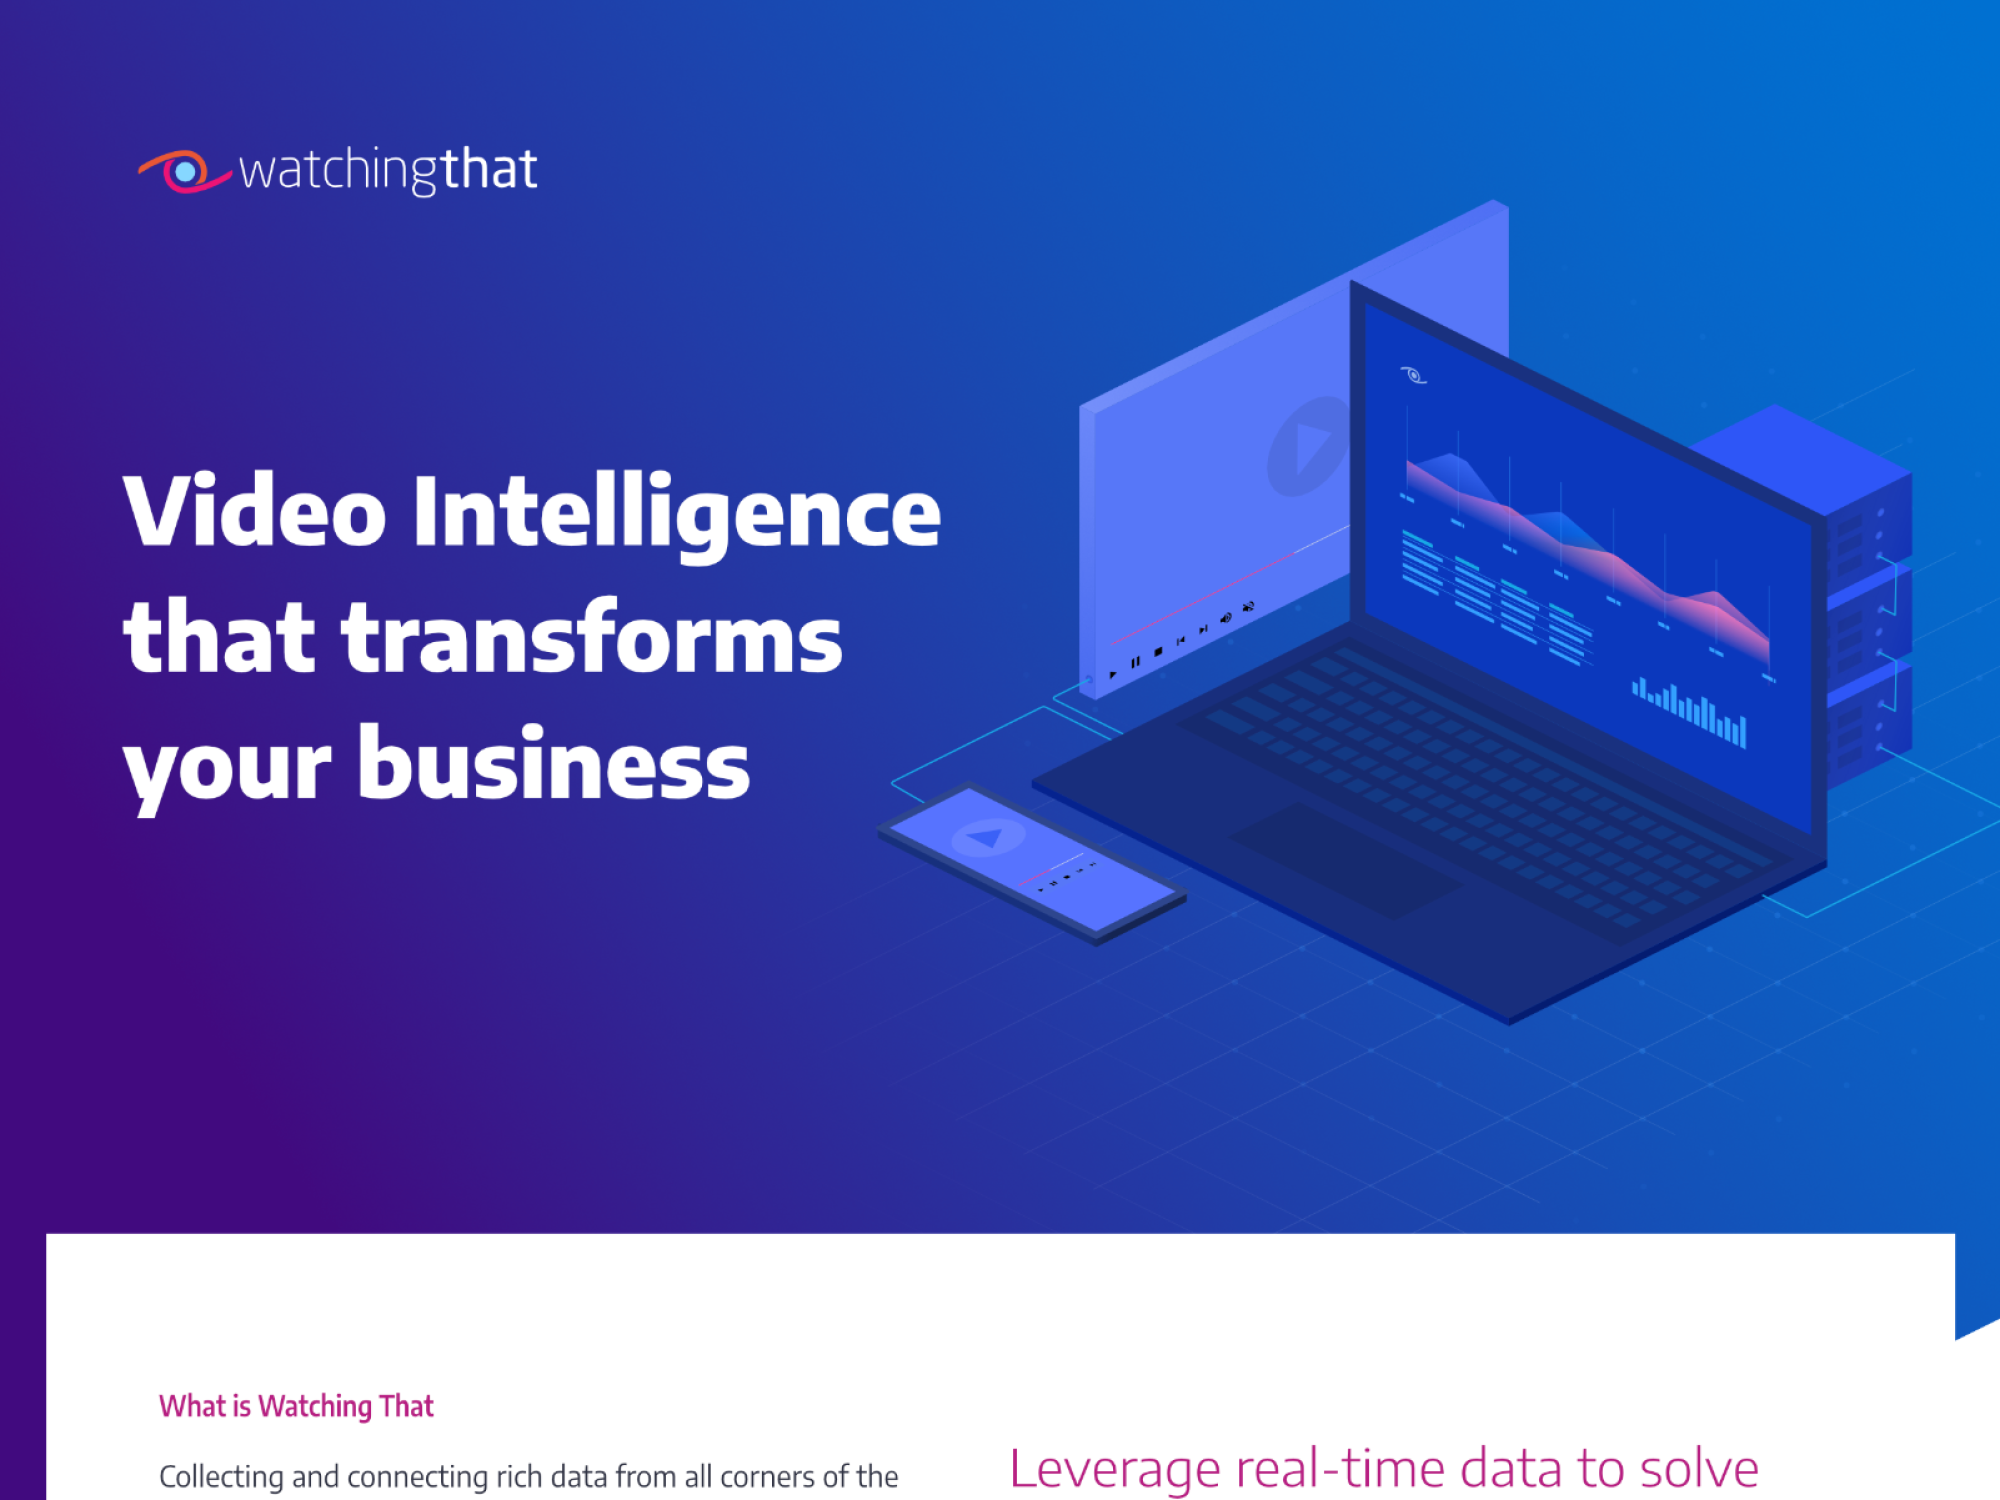 watchingthat
Video Intelligence
that transforms
your business
What is Watching That
Collecting and connecting rich data from all corners of the
Leverage real-time data to solve